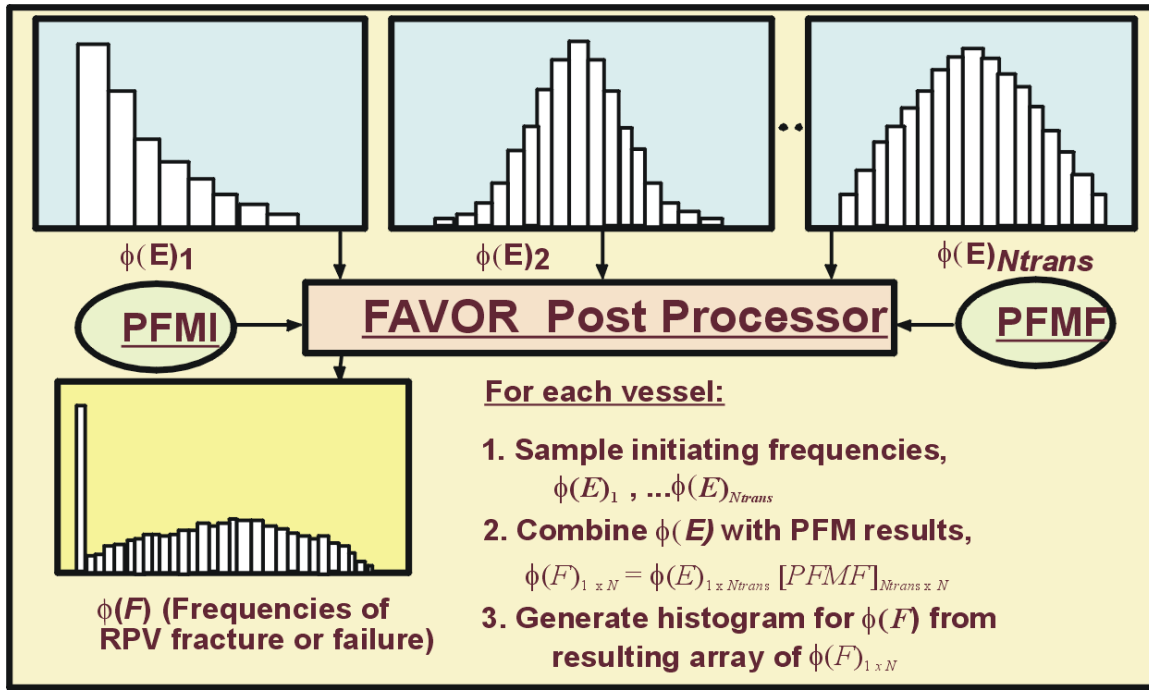 ϕ(E)1
ϕ(E)2
ϕ(E)Ntrans
PFMI
FAVOR Post Processor
PFMF
For each vessel:
1. Sample initiating frequencies,
ϕ(E)1 , ...ϕ(E)Ntrans
2. Combine ϕ(E) with PFM results,
ϕ(F)1 x N = ϕ(E)1 x Ntrans [PFMF]Ntrans x N
3. Generate histogram for ϕ(F) from
resulting array of ϕ(F)1 x N
ϕ(F) (Frequencies of
RPV fracture or failure)